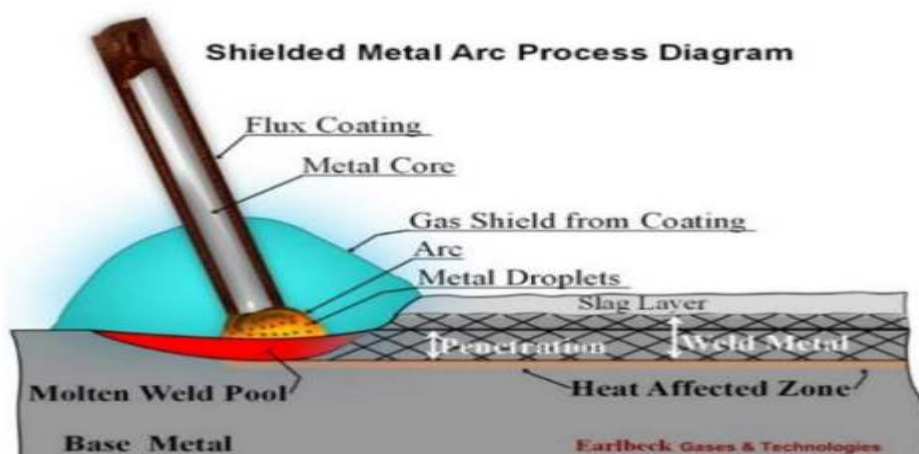 Shielded Metal Arc Process Diagram
Flux Coating
Metal Core
Gas Shield from Coating
Arc
Metal Droplets
Slag Layer
Penetration
Weld Metal
Molten Weld Pool
Heat Affected Zone
Base Metal
Earlbeck Gases & Technologies